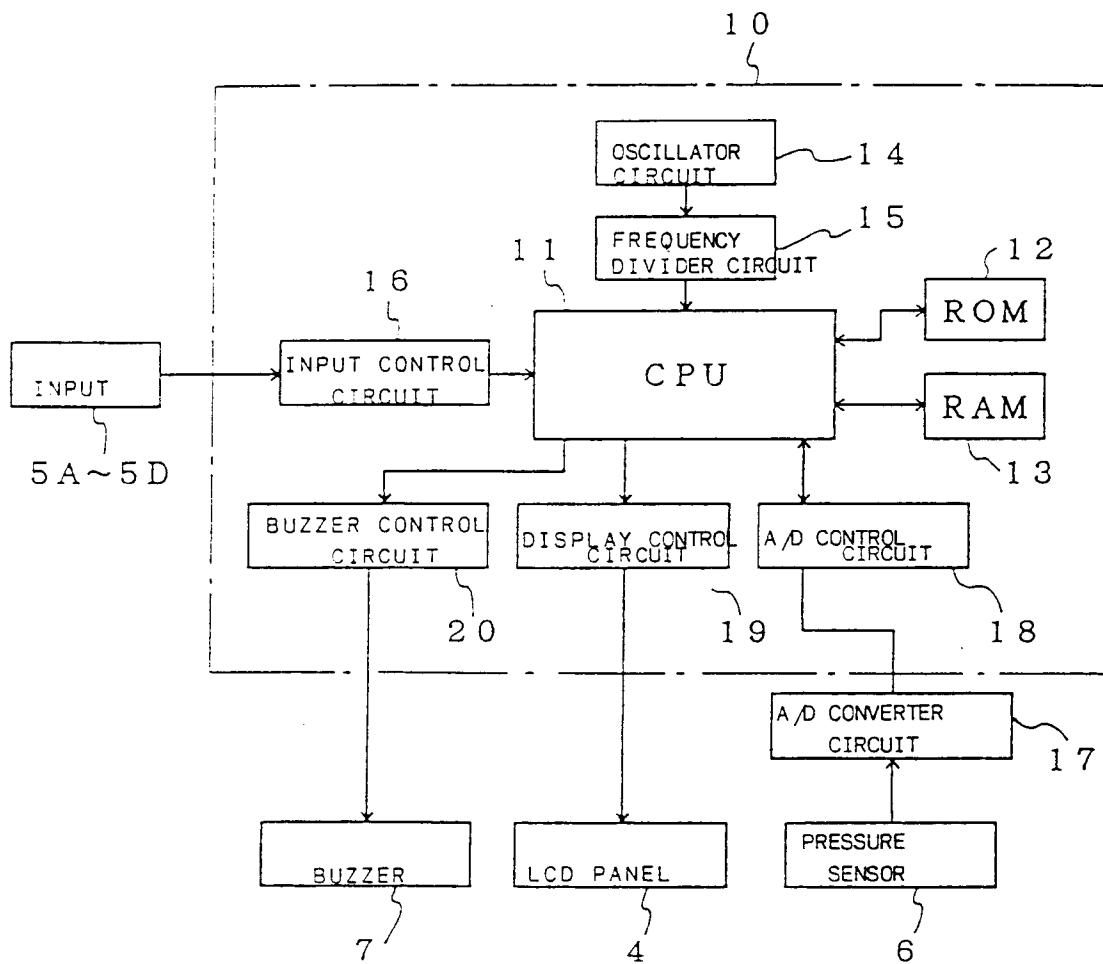 10
OSCILLATOR
CIRCUIT
14
FREQUENCY
DIVIDER CIRCUIT
15
11
12
16
ROM
INPUT
INPUT CONTROL
CIRCUIT
CPU
RAM
5A~5D
13
BUZZER CONTROL
CIRCUIT
DISPLAY CONTROL
CIRCUIT
A/D CONTROL
CIRCUIT
20
19
18
A/D CONVERTER
CIRCUIT
17
BUZZER
LCD PANEL
PRESSURE
SENSOR
7
4
6